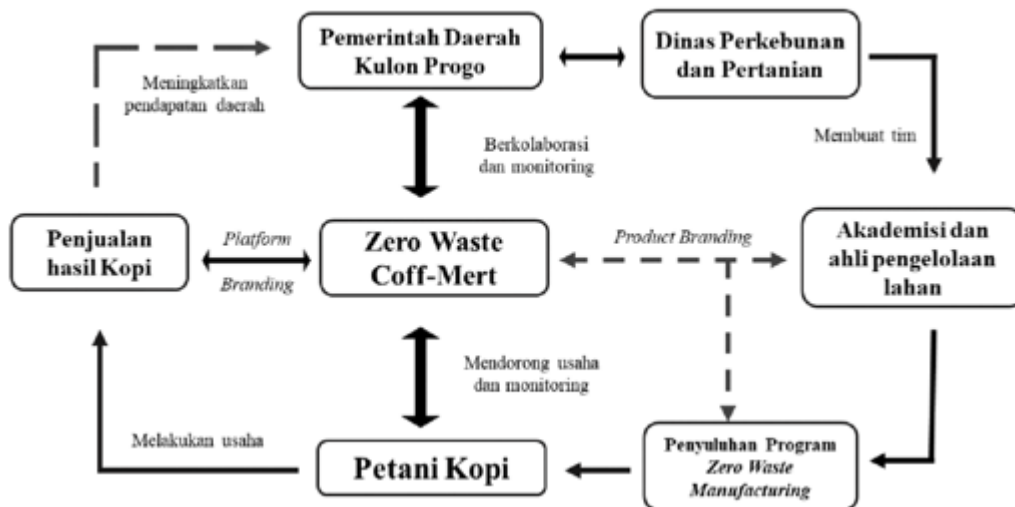 Pemerintah Daerah
Kulon Progo
Dinas Perkebunan
dan Pertanian
Meningkatkan
pendapatan daerah
Berkolaborasi
dan monitoring
Membuat tim
Penjualan
hasil Kopi
Platform
Branding
Zero Waste
Coff-Mert
Product Branding
Akademisi dan
ahli pengelolaan
lahan
Mendorong usaha
dan monitoring
Melakukan usaha
Petani Kopi
Penyuluhan Program
Zero Waste
Manufacturing